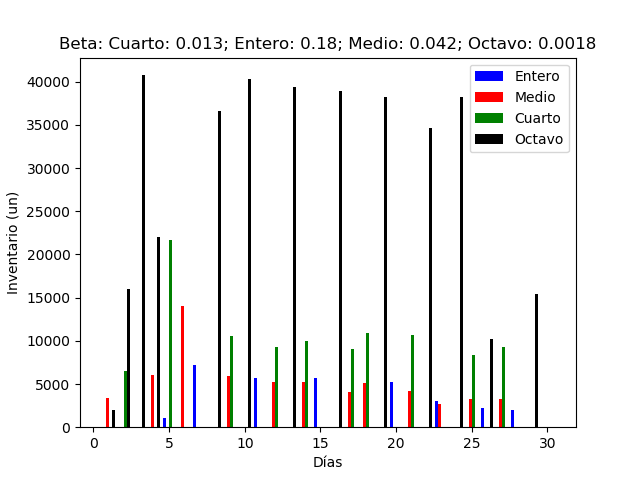 Beta: Cuarto: 0.013; Entero: 0.18; Medio: 0.042; Octavo: 0.0018
Entero
Medio
Cuarto
Octavo
40000
35000
30000
25000
20000
15000
10000
5000
0
Inventario (un)
0 5 10 15 20 25 30
Días